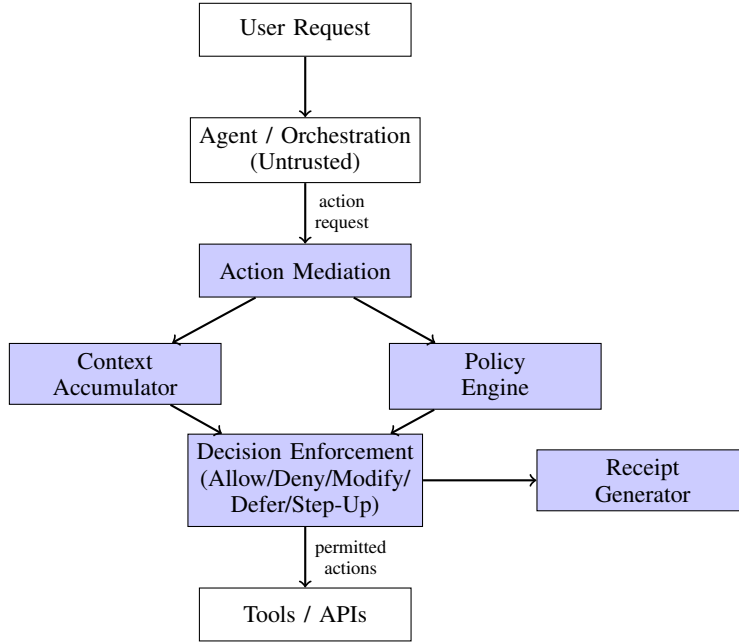 User Request
Agent / Orchestration
(Untrusted)
action
request
Action Mediation
Context
Accumulator
Policy
Engine
Decision Enforcement
(Allow/Deny/Modify/
Defer/Step-Up)
Receipt
Generator
permitted
actions
Tools / APIs